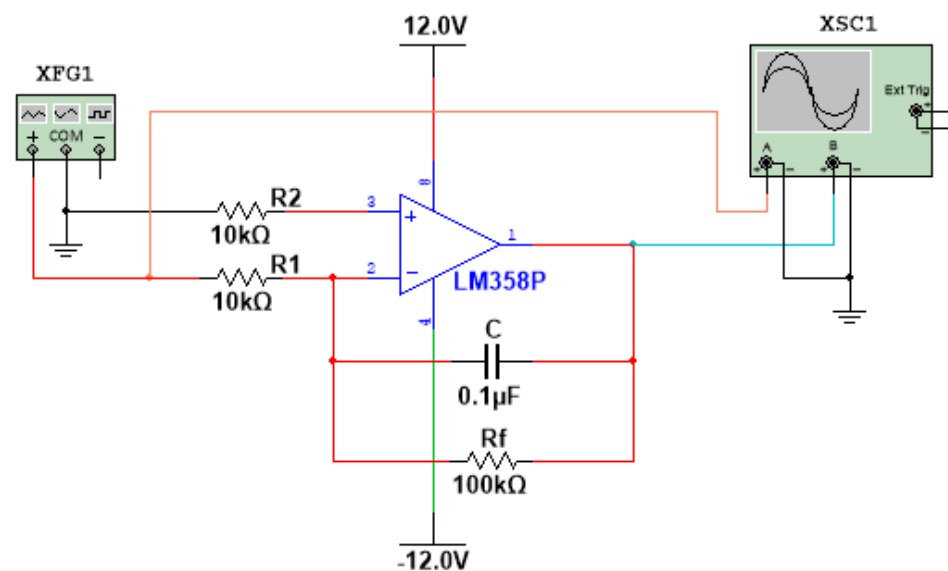 12.0V
XSC1
XFG1
Ext Trig
+
-
+ COM -
A
B
+ - + -
8
R2
3
+
10kΩ
1
R1
2
-
10kΩ
LM358P
4
C
0.1µF
Rf
100kΩ
-12.0V